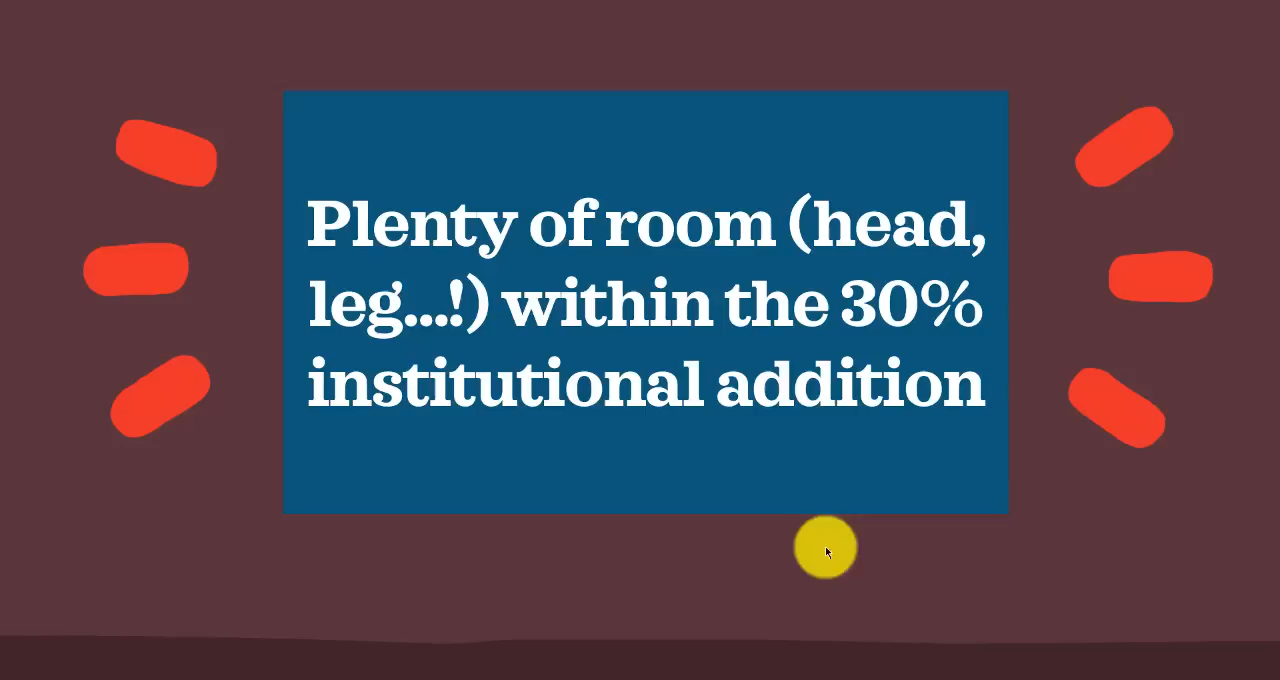 Plenty of room (head,
leg...!) within the 30%
institutional addition